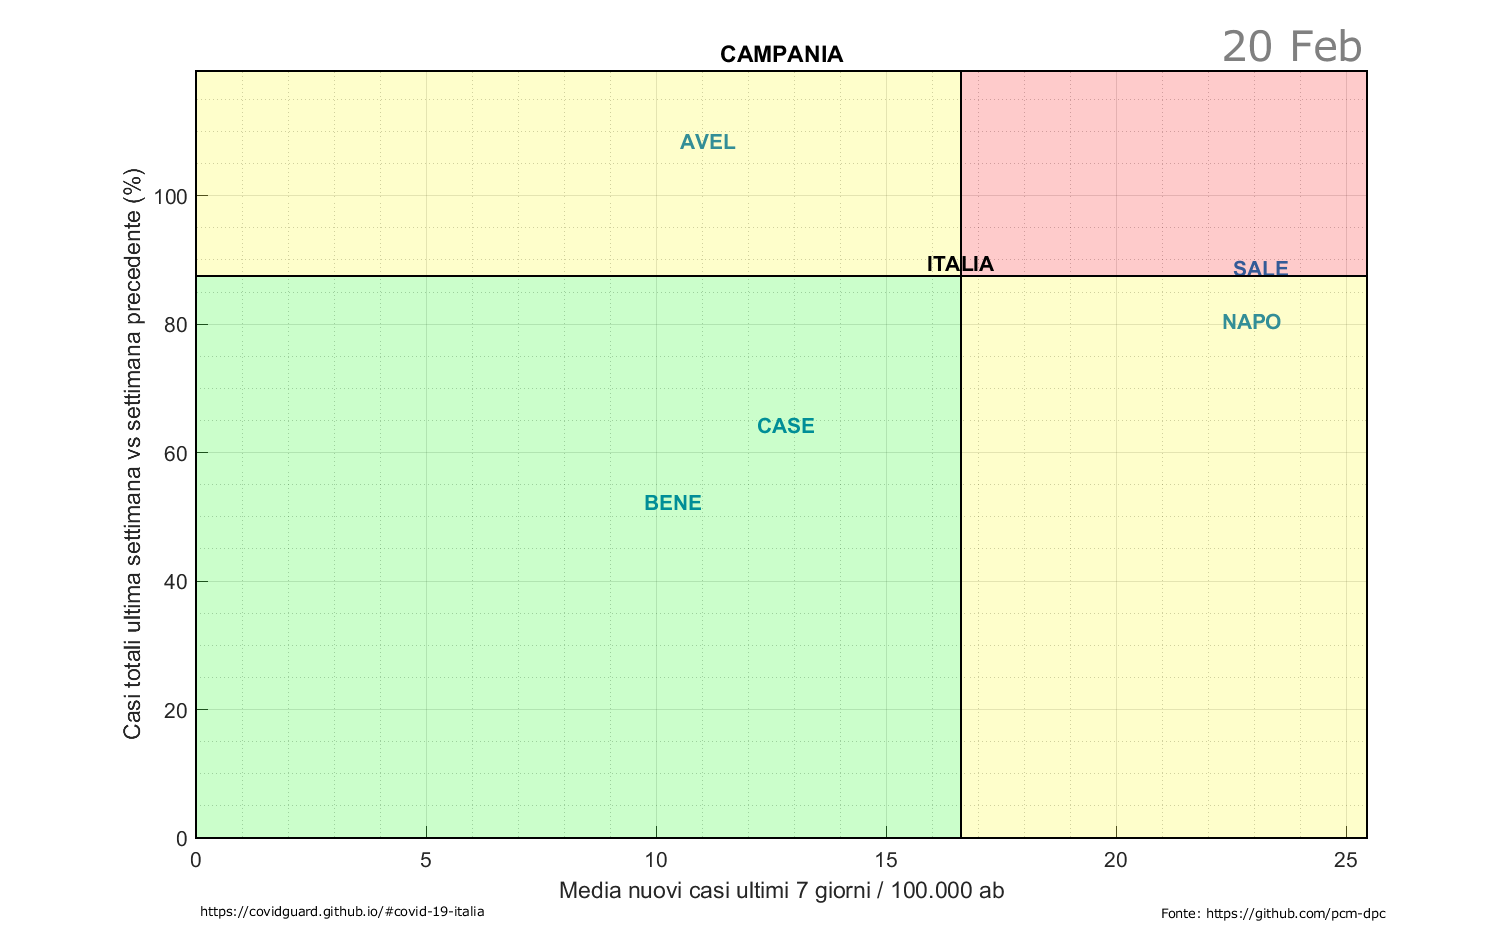 20 Feb
CAMPANIA
Casi totali ultima settimana vs settimana precedente (%)
100
80
60
40
20
0
AVEL
ITALIA
SALE
NAPO
CASE
BENE
0 5 10 15 20 25
Media nuovi casi ultimi 7 giorni / 100.000 ab
https://covidguard.github.io/#covid-19-italia
Fonte: https://github.com/pcm-dpc